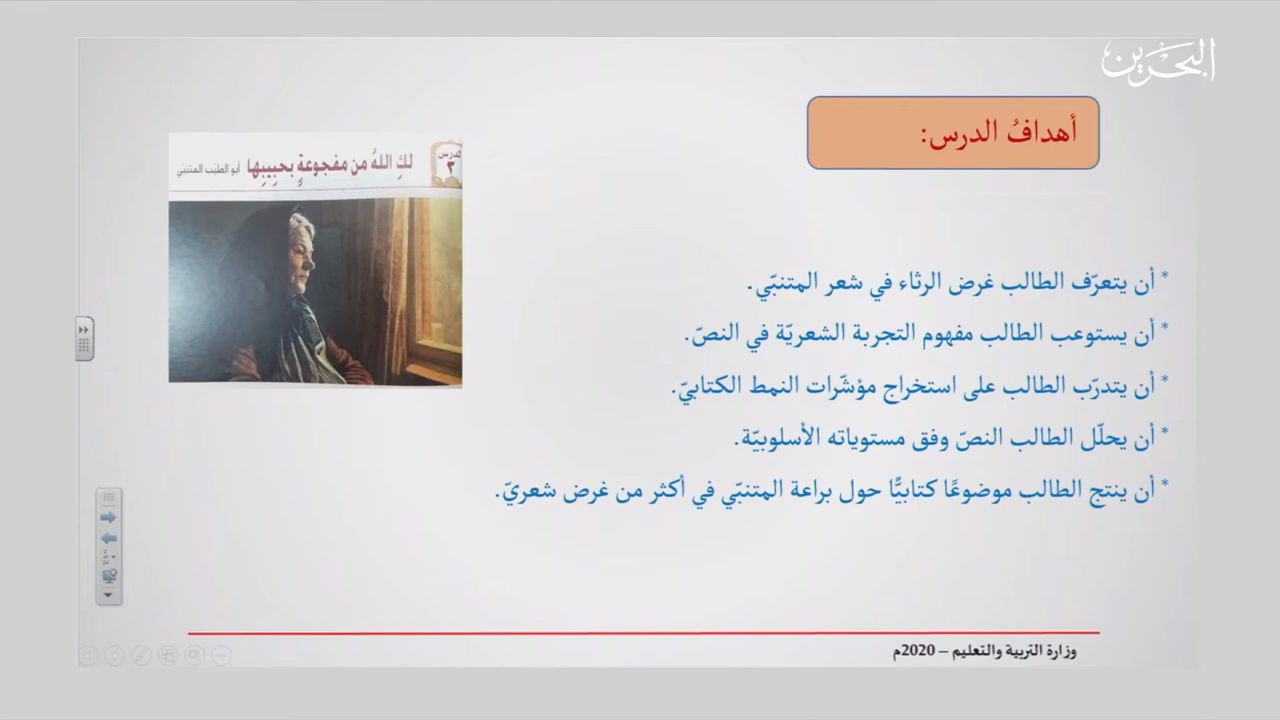 البحرين
أهدافُ الدرس:
الدرس
٣
لكِ اللهُ من مفجوعةٍ بحبيبِها
أبو الطيّب المتنبّي
* أن يتعرّف الطالب غرض الرثاء في شعر المتنبّي.
* أن يستوعب الطالب مفهوم التجربة الشعريّة في النصّ.
* أن يتدرّب الطالب على استخراج مؤشّرات النمط الكتابيّ.
* أن يحلّل الطالب النصّ وفق مستوياته الأسلوبيّة.
* أن ينتج الطالب موضوعًا كتابيًّا حول براعة المتنبّي في أكثر من غرض شعريّ.
وزارة التربية والتعليم – 2020م